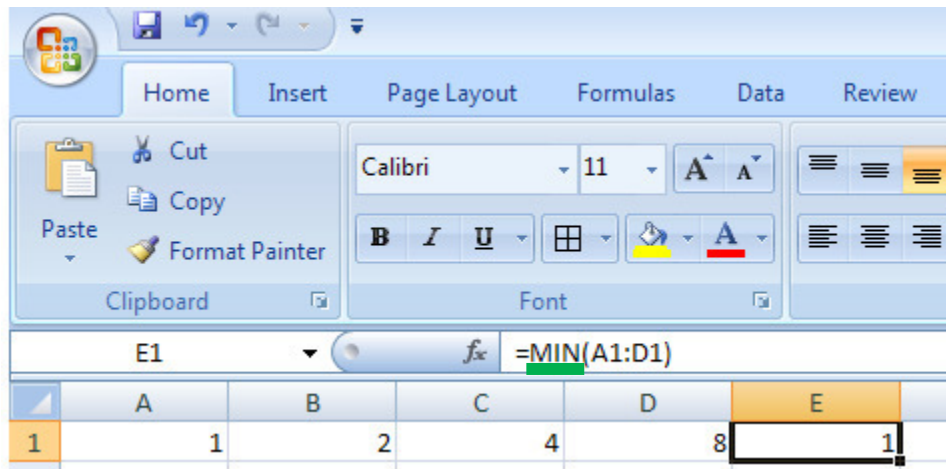 Home Insert Page Layout Formulas Data Review
Cut
Calibri 11 A A
Copy
Paste
B I U A
Format Painter
Clipboard Font
E1 fx =MIN(A1:D1)
A B C D E
1 1 2 4 8 1